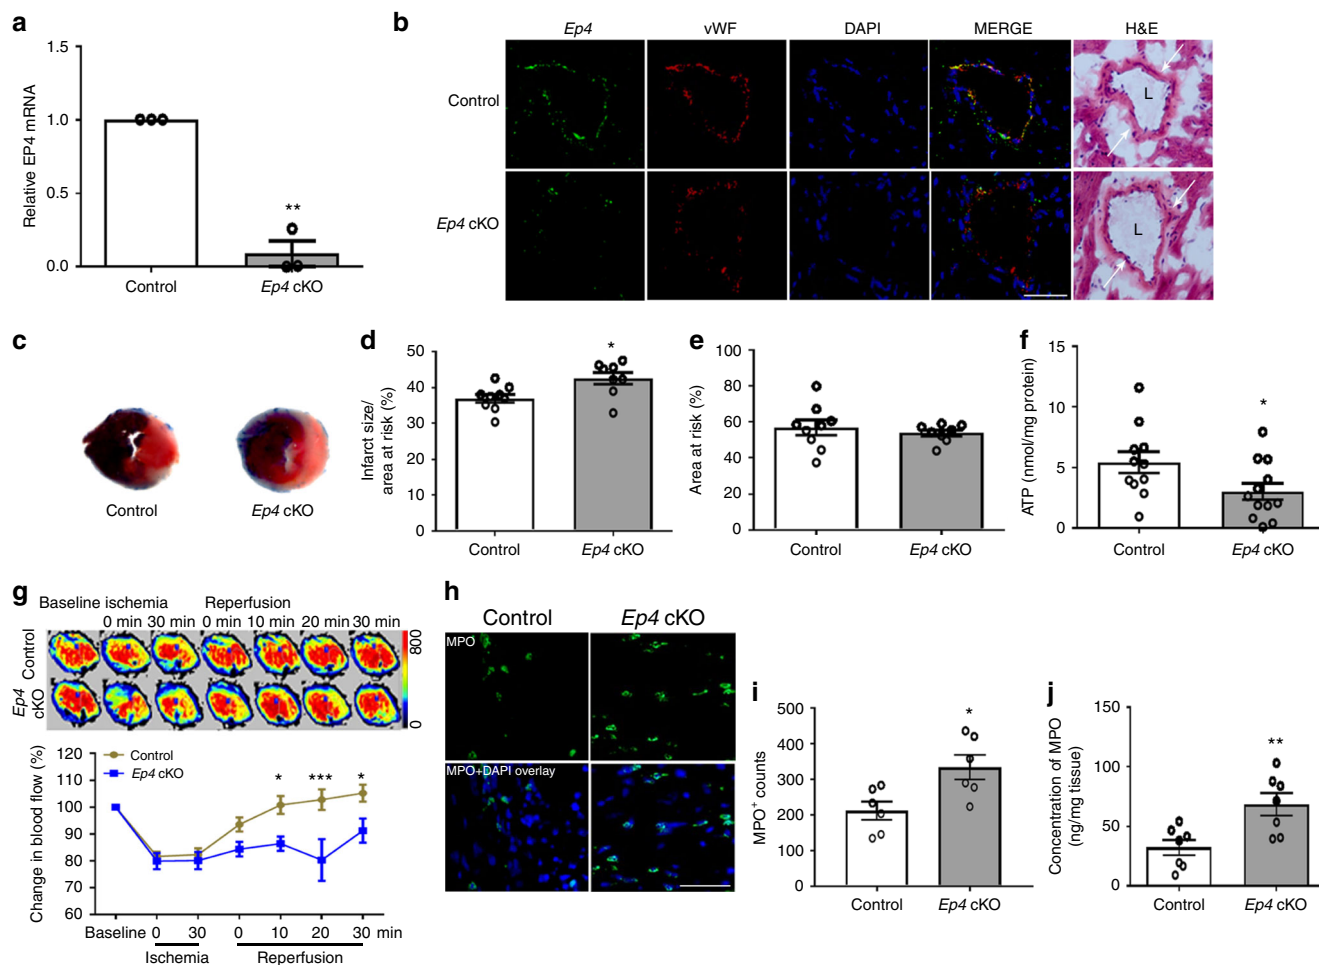 a
Relative EP4 mRNA
1.5
1.0
0.5
0.0
**
Control
Ep4 cKO
b
Ep4
vWF
DAPI
MERGE
H&E
Control
Ep4 cKO
L
L
c
Control
Ep4 cKO
d
Infarct size/
area at risk (%)
50
40
30
20
10
0
*
Control
Ep4 cKO
e
Area at risk (%)
100
80
60
40
20
0
Control
Ep4 cKO
f
ATP (nmol/mg protein)
15
10
5
0
*
Control
Ep4 cKO
g
Baseline ischemia Reperfusion
0 min 30 min 0 min 10 min 20 min 30 min
Control
Ep4
cKO
800
0
Change in blood flow (%)
120
110
100
90
80
70
60
Control
Ep4 cKO
* *** *
Baseline 0 30 0 10 20 30 min
Ischemia Reperfusion
h
Control
Ep4 cKO
MPO
MPO+DAPI overlay
i
MPO+ counts
500
400
300
200
100
0
*
Control
Ep4 cKO
j
Concentration of MPO
(ng/mg tissue)
150
100
50
0
**
Control
Ep4 cKO